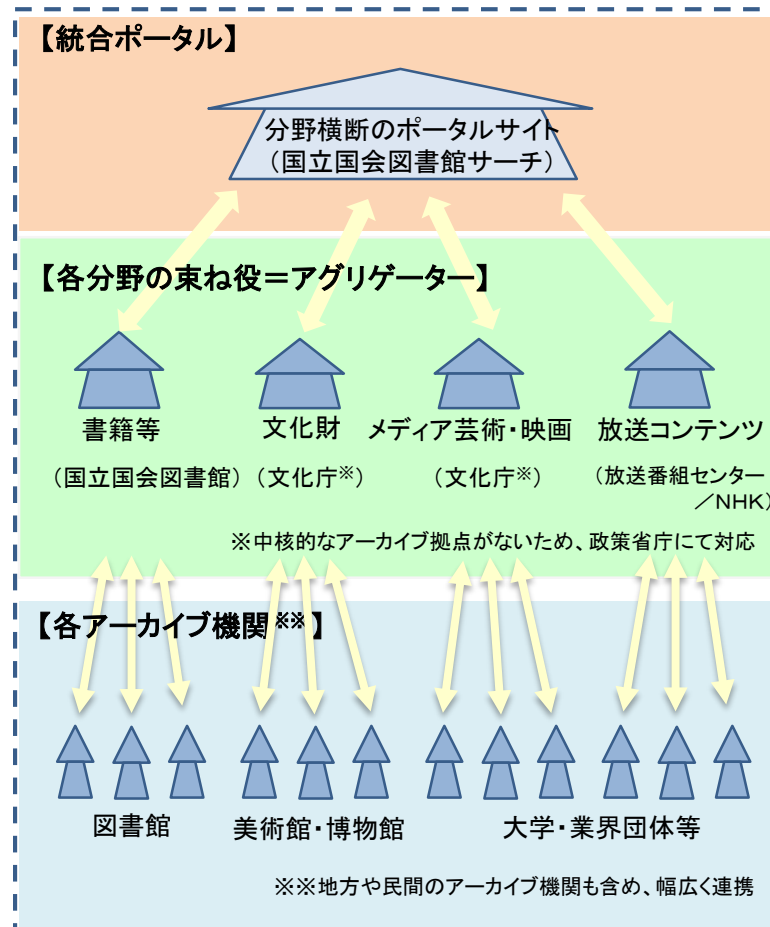 【統合ポータル】
分野横断のポータルサイト
（国立国会図書館サーチ）
【各分野の束ね役＝アグリゲーター】
書籍等
文化財
メディア芸術・映画
放送コンテンツ
（国立国会図書館）
（文化庁※）
（文化庁※）
（放送番組センター
／NHK）
※中核的なアーカイブ拠点がないため、政策省庁にて対応
【各アーカイブ機関※※】
図書館
美術館・博物館
大学・業界団体等
※※地方や民間のアーカイブ機関も含め、幅広く連携